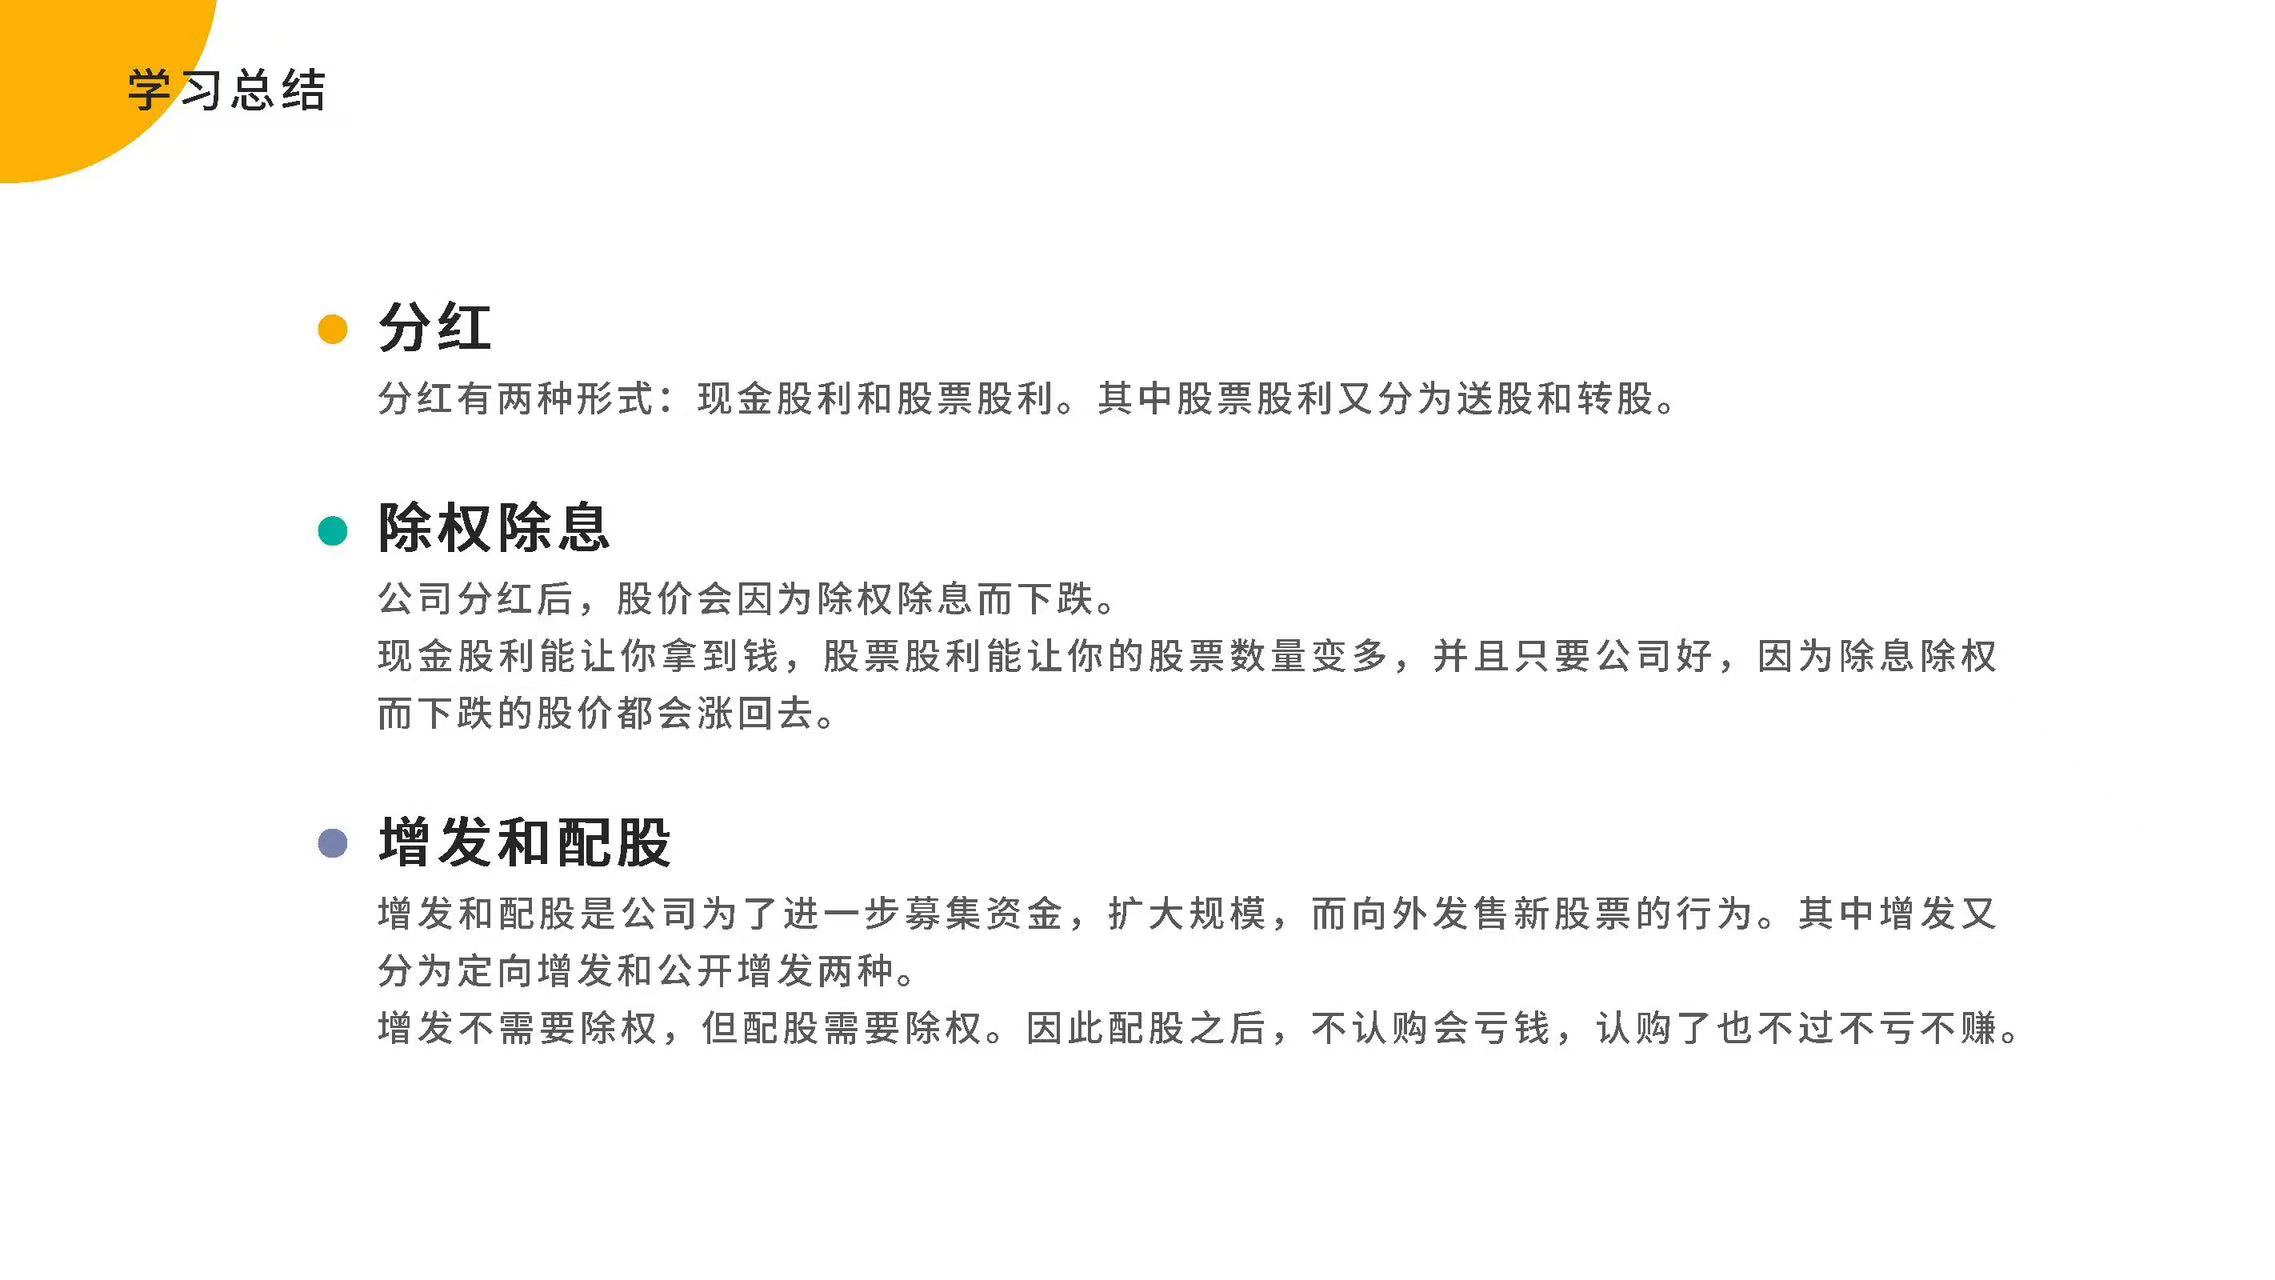 学习总结
分红
分红有两种形式：现金股利和股票股利。其中股票股利又分为送股和转股。
除权除息
公司分红后，股价会因为除权除息而下跌。
现金股利能让你拿到钱，股票股利能让你的股票数量变多，并且只要公司好，因为除息除权
而下跌的股价都会涨回去。
增发和配股
增发和配股是公司为了进一步募集资金，扩大规模，而向外发售新股票的行为。其中增发又
分为定向增发和公开增发两种。
增发不需要除权，但配股需要除权。因此配股之后，不认购会亏钱，认购了也不过不亏不赚。